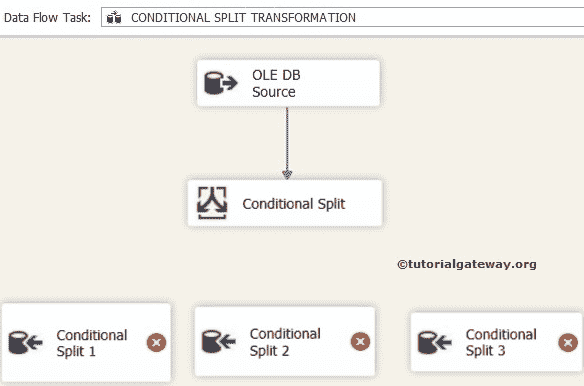 Data Flow Task: CONDITIONAL SPLIT TRANSFORMATION
OLE DB
Source
Conditional Split
©tutorialgateway.org
Conditional
Split 1
Conditional
Split 2
Conditional
Split 3